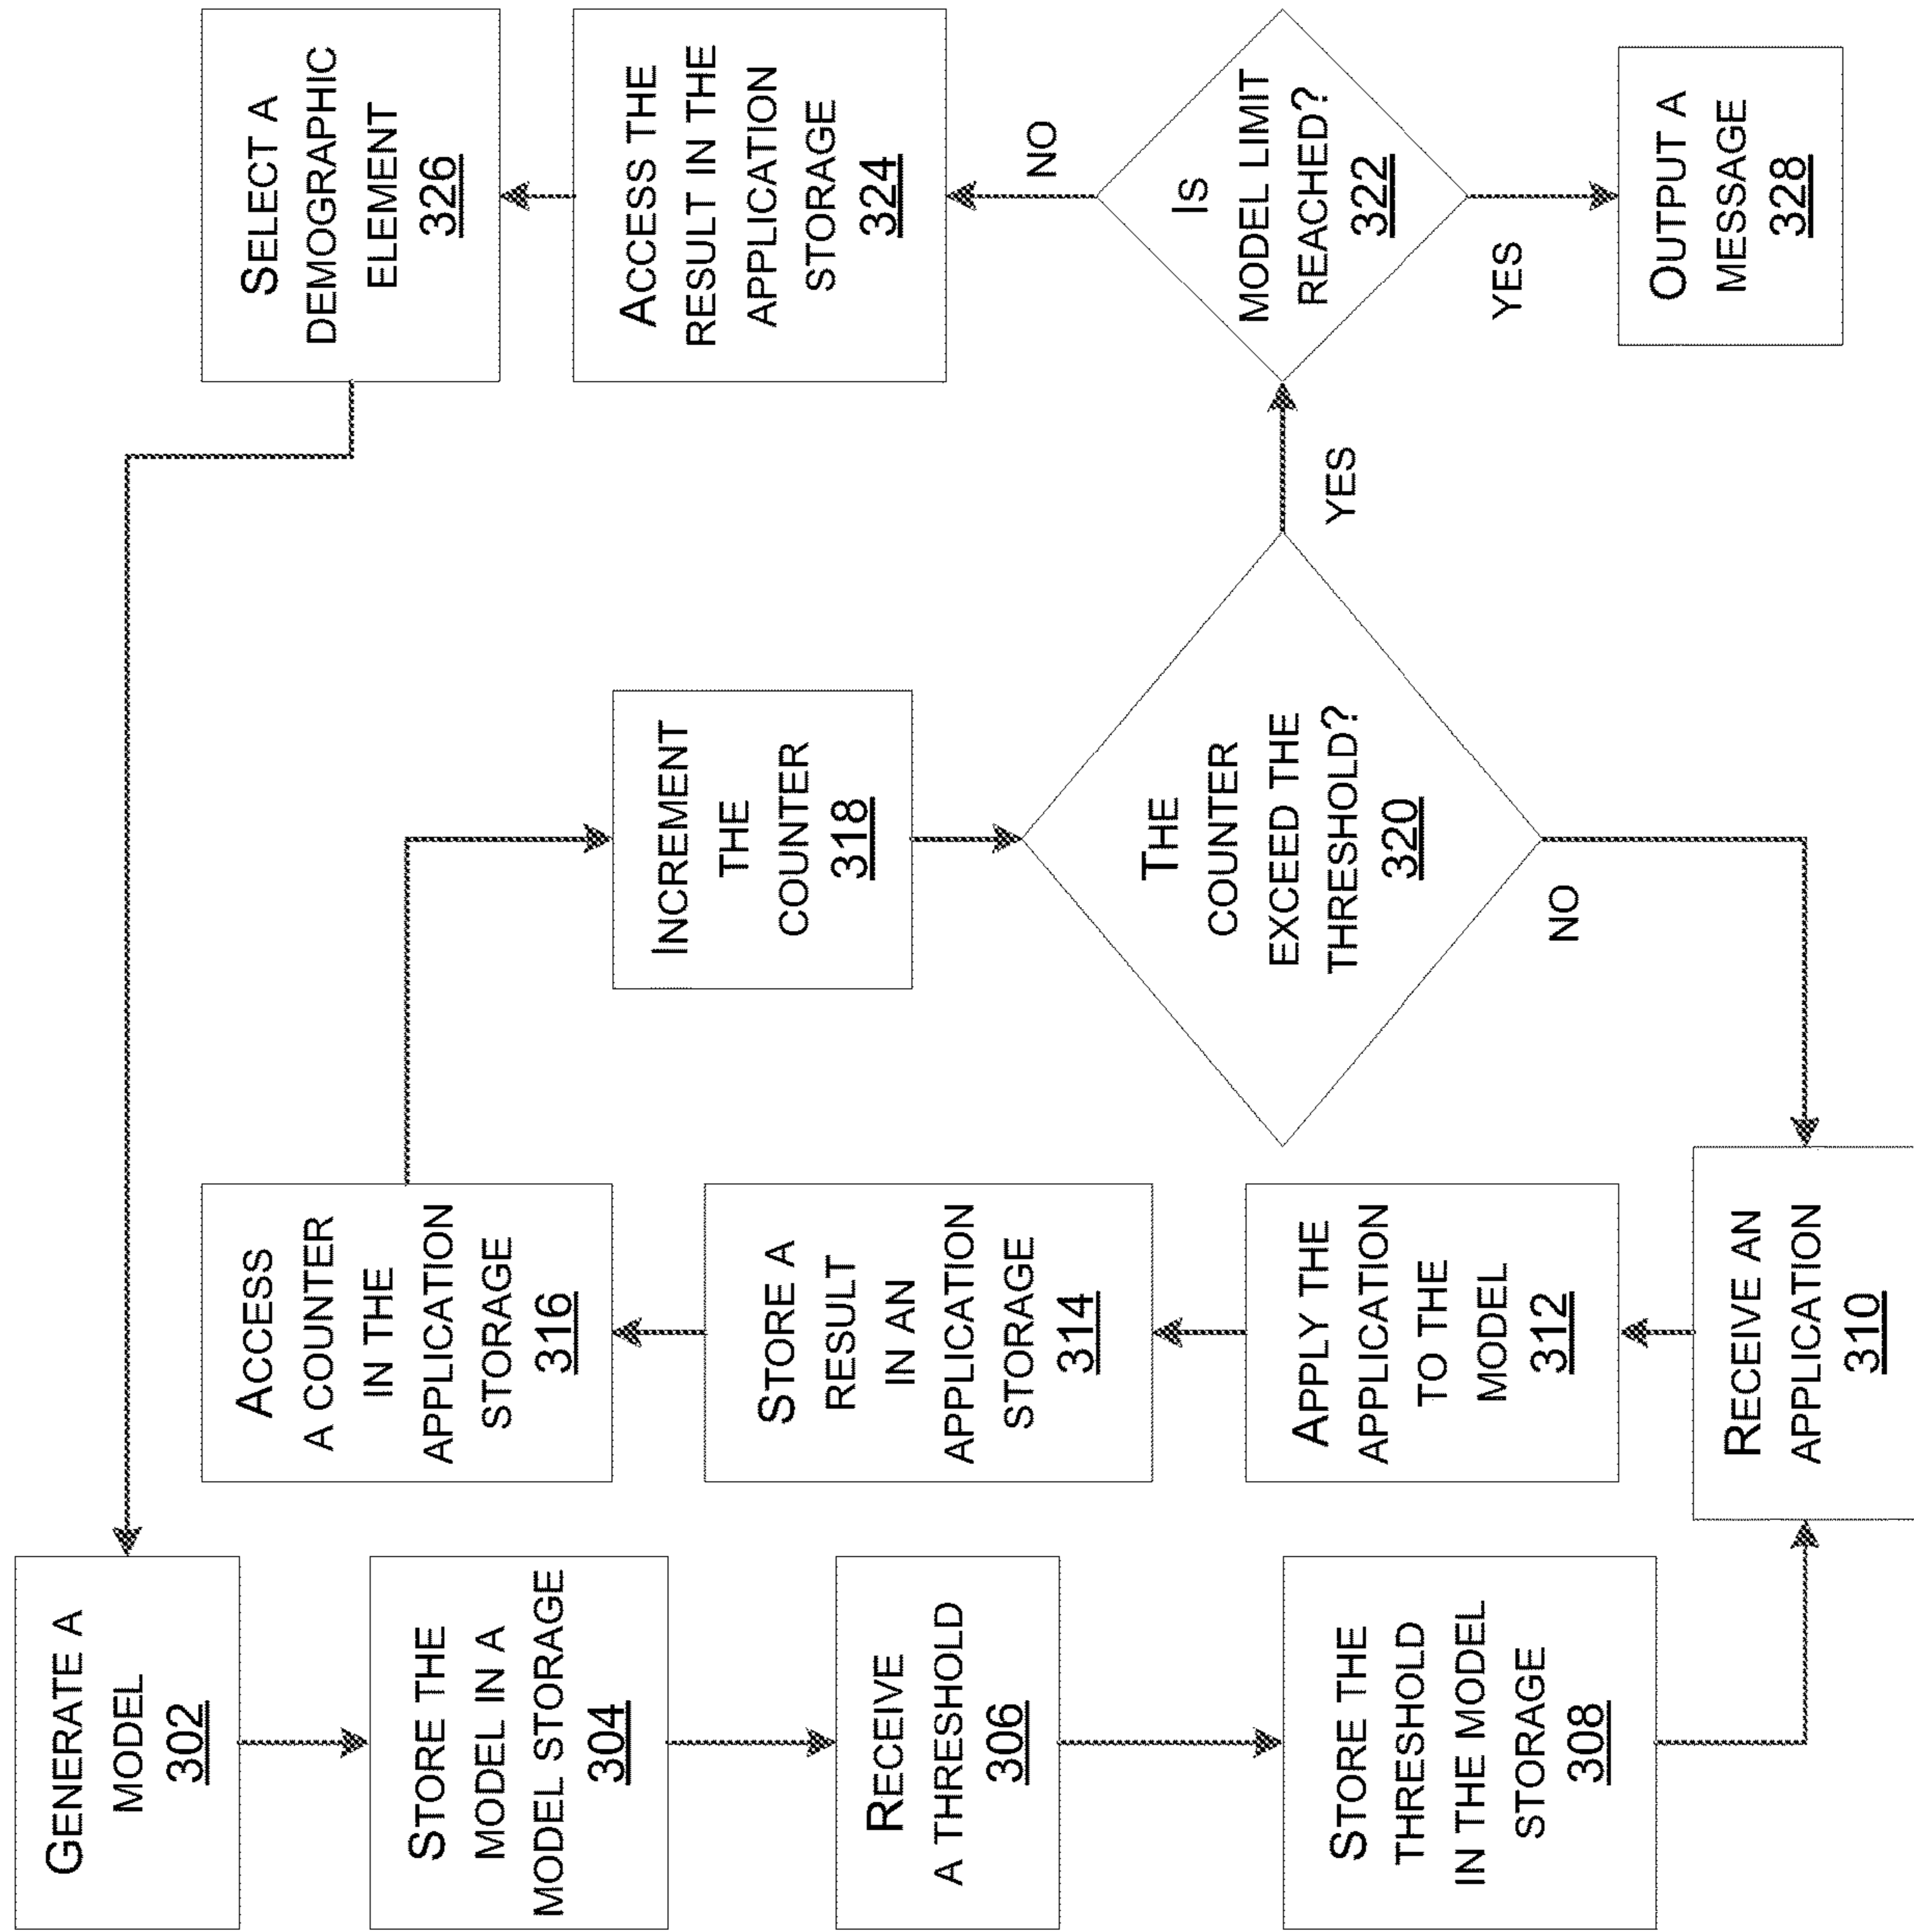 GENERATE A
MODEL
302
STORE THE
MODEL IN A
MODEL STORAGE
304
RECEIVE
A THRESHOLD
306
STORE THE
THRESHOLD
IN THE MODEL
STORAGE
308
RECEIVE AN
APPLICATION
310
APPLY THE
APPLICATION
TO THE
MODEL
312
STORE A
RESULT
IN AN
APPLICATION
STORAGE
314
ACCESS
A COUNTER
IN THE
APPLICATION
STORAGE
316
INCREMENT
THE
COUNTER
318
THE
COUNTER
EXCEED THE
THRESHOLD?
320
NO
YES
IS
MODEL LIMIT
REACHED?
322
NO
YES
ACCESS THE
RESULT IN THE
APPLICATION
STORAGE
324
SELECT A
DEMOGRAPHIC
ELEMENT
326
OUTPUT A
MESSAGE
328